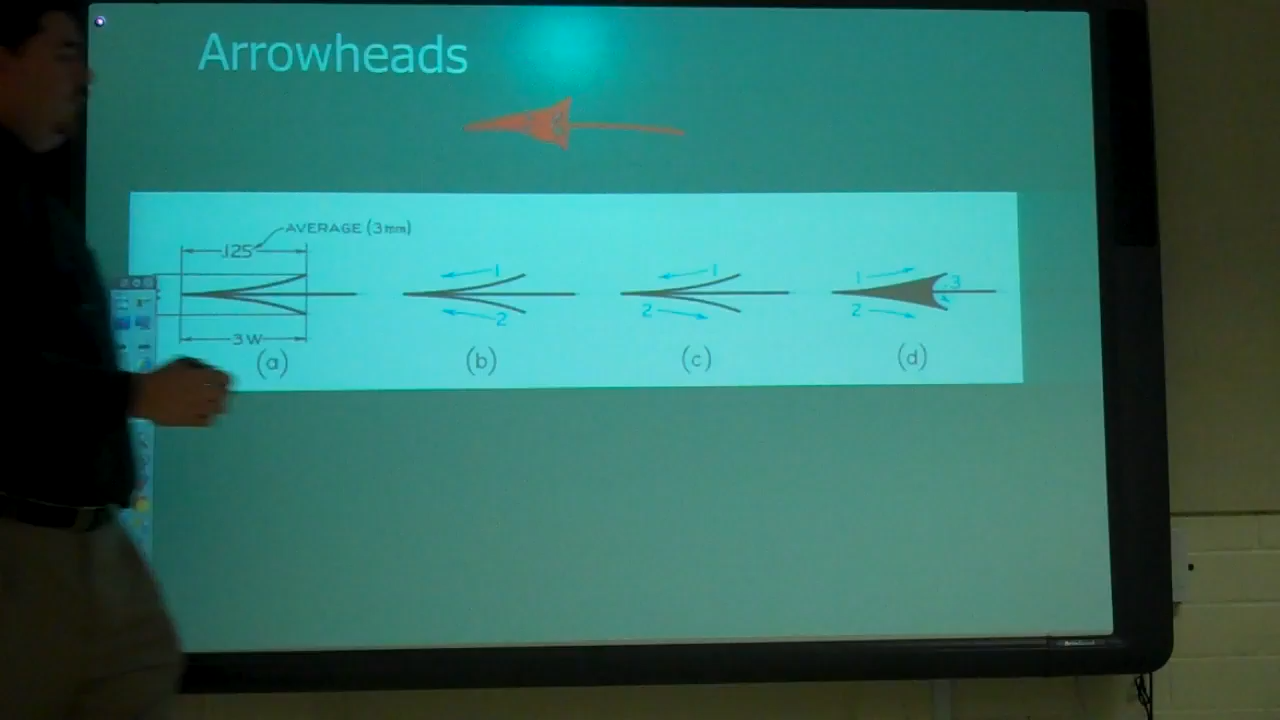 Arrowheads
AVERAGE (3mm)
.125
3 W
(a)
1
2
(b)
1
2
(c)
1
2
3
(d)